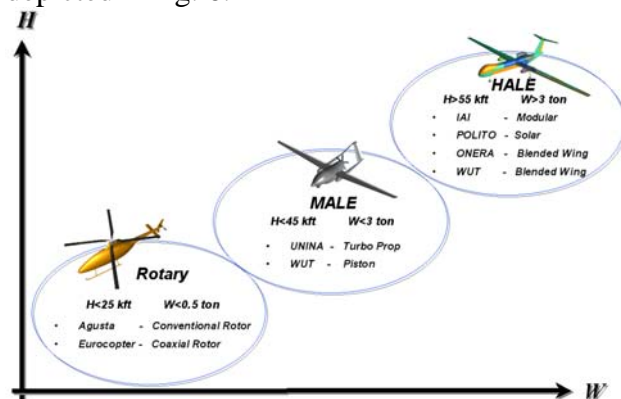 H
HALE
H>55 kft W>3 ton
• IAI - Modular
• POLITO - Solar
• ONERA - Blended Wing
• WUT - Blended Wing
MALE
H<45 kft W<3 ton
• UNINA - Turbo Prop
• WUT - Piston
Rotary
H<25 kft W<0.5 ton
• Agusta - Conventional Rotor
• Eurocopter - Coaxial Rotor
W